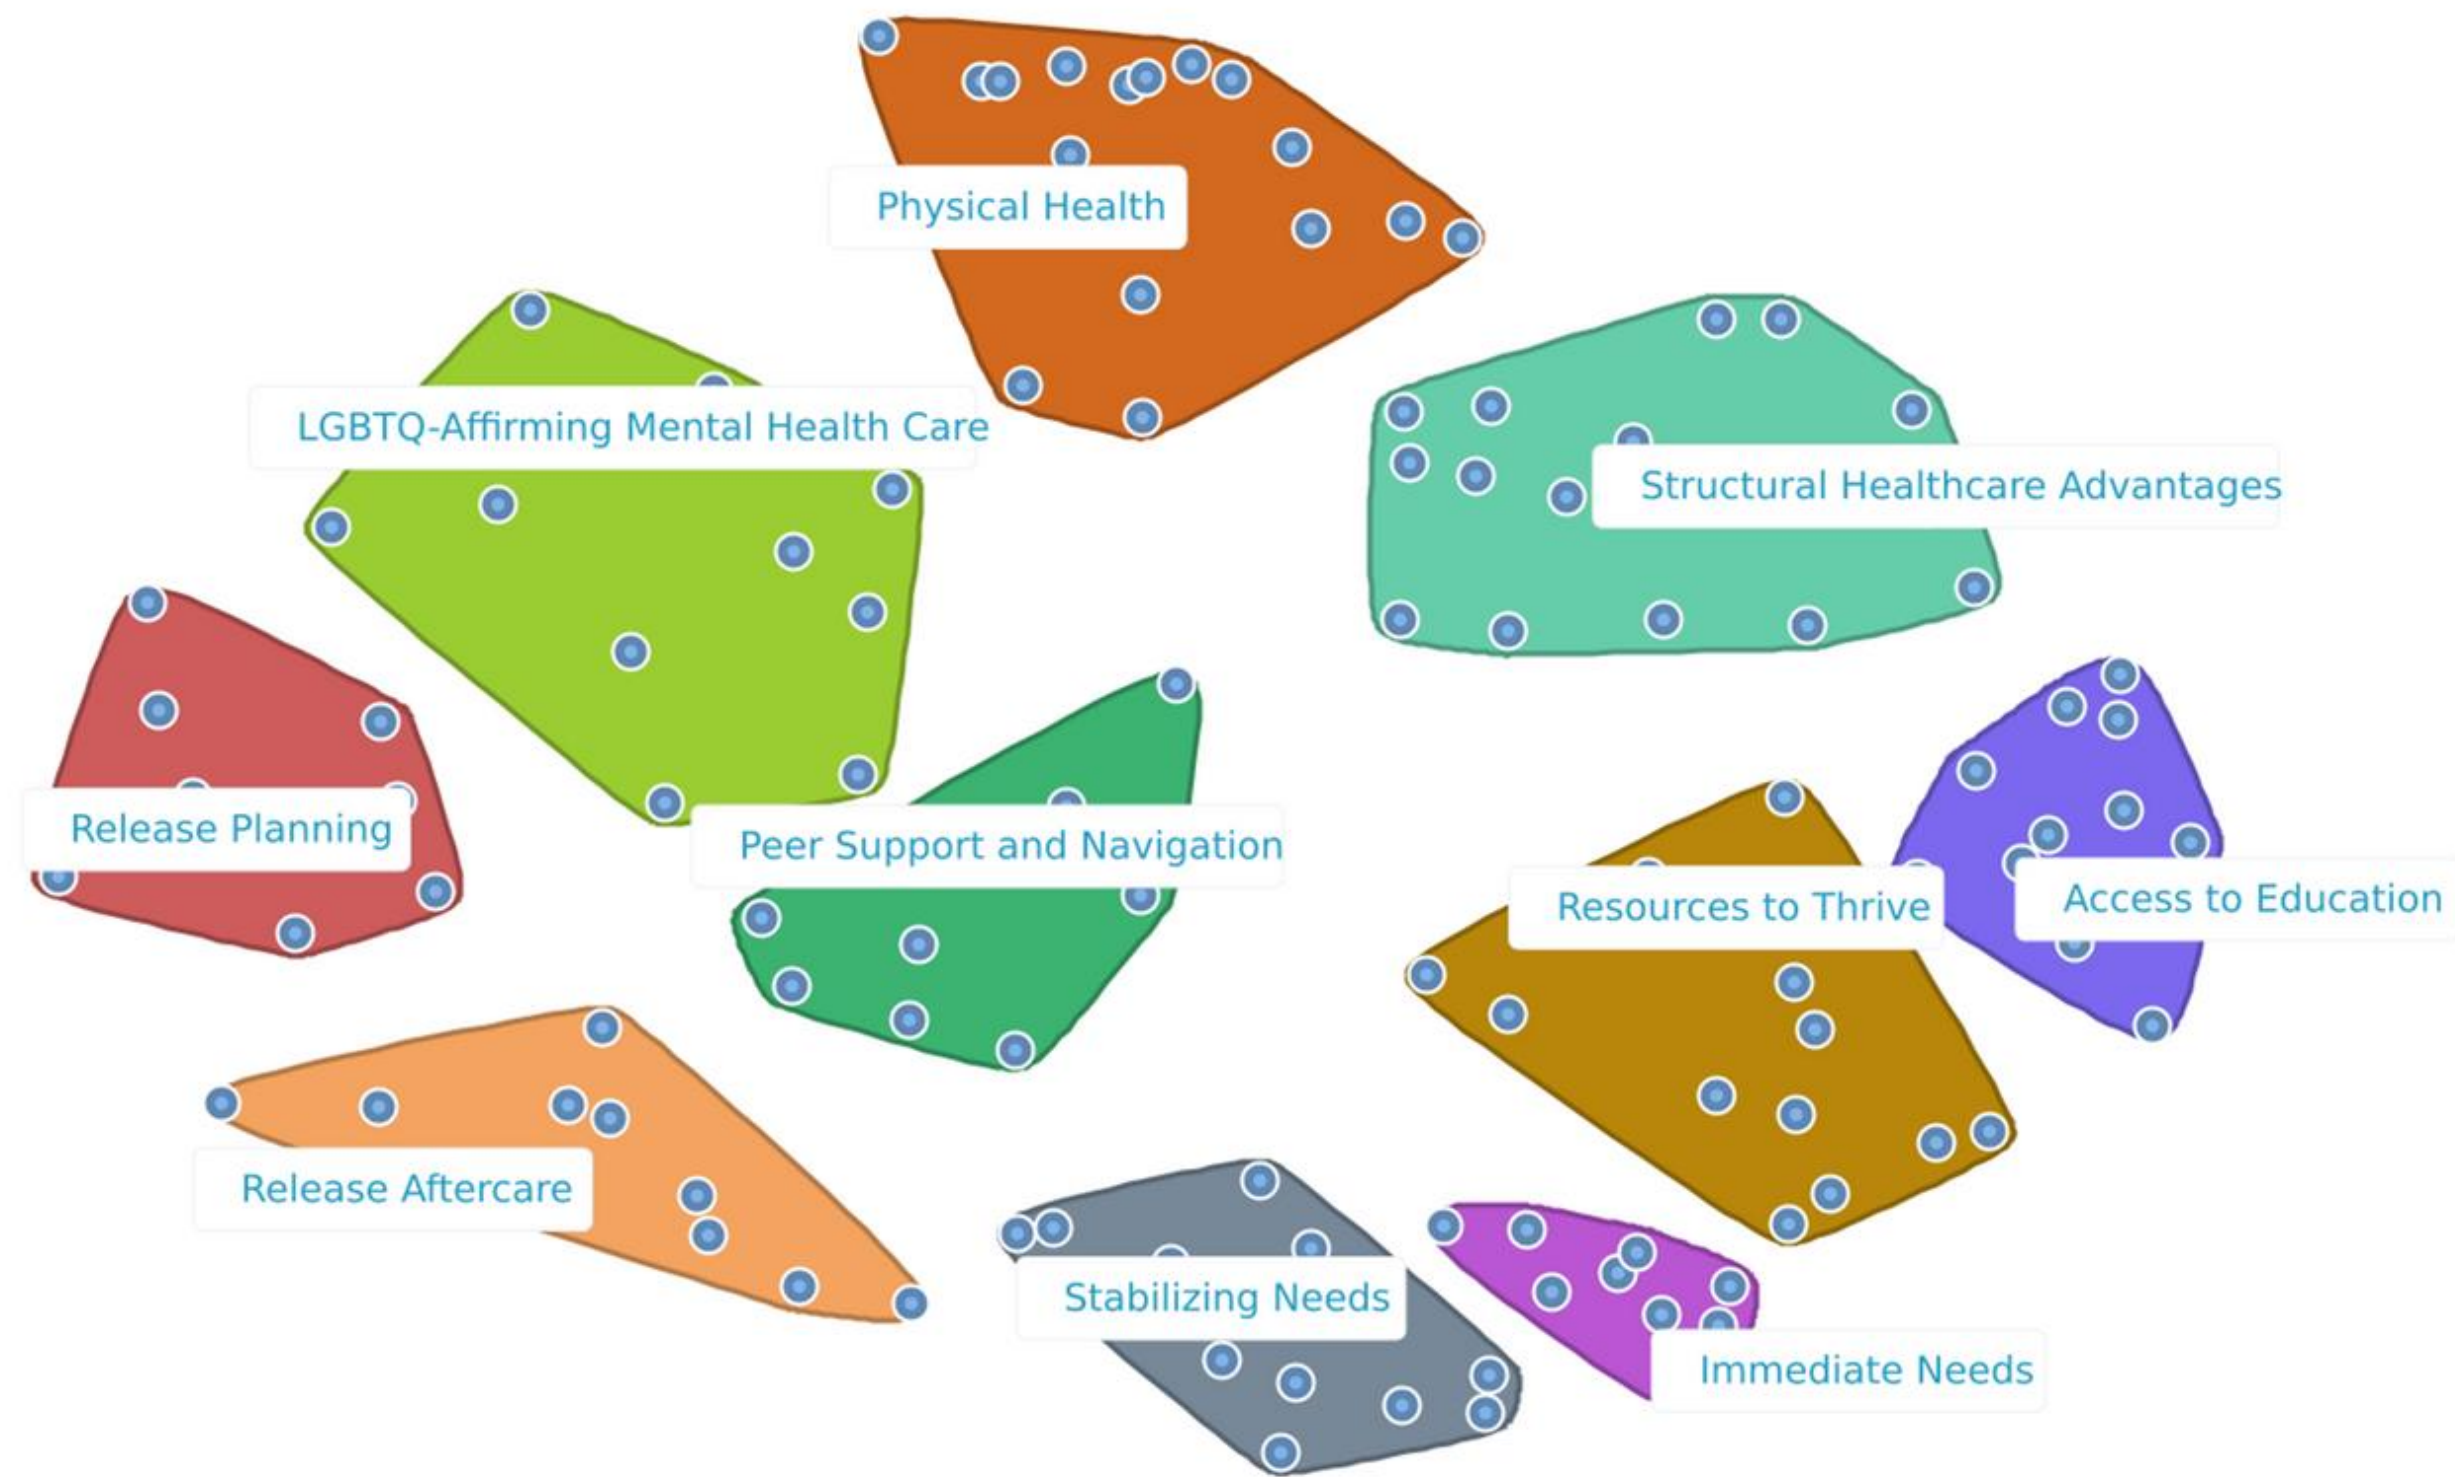 Physical Health
LGBTQ-Affirming Mental Health Care
Structural Healthcare Advantages
Release Planning
Peer Support and Navigation
Resources to Thrive
Access to Education
Release Aftercare
Stabilizing Needs
Immediate Needs